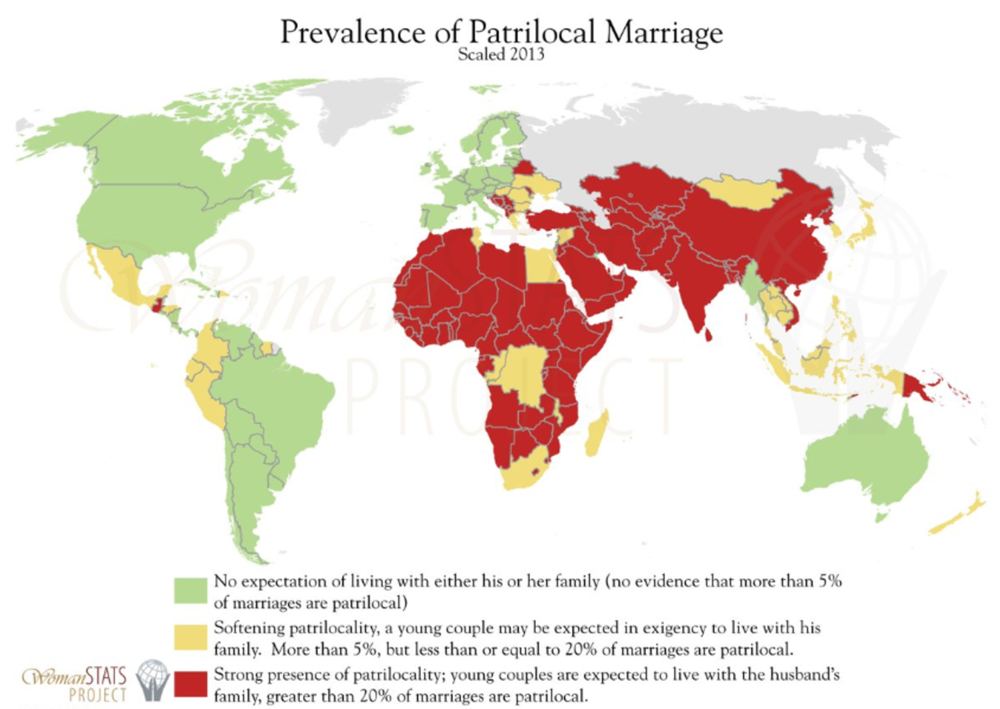 Prevalence of Patrilocal Marriage
Scaled 2013
WomanSTATS
PROJECT
No expectation of living with either his or her family (no evidence that more than 5%
of marriages are patrilocal)
Softening patrilocality, a young couple may be expected in exigency to live with his
family. More than 5%, but less than or equal to 20% of marriages are patrilocal.
Strong presence of patrilocality; young couples are expected to live with the husband's
family, greater than 20% of marriages are patrilocal.
WomanSTATS
PROJECT